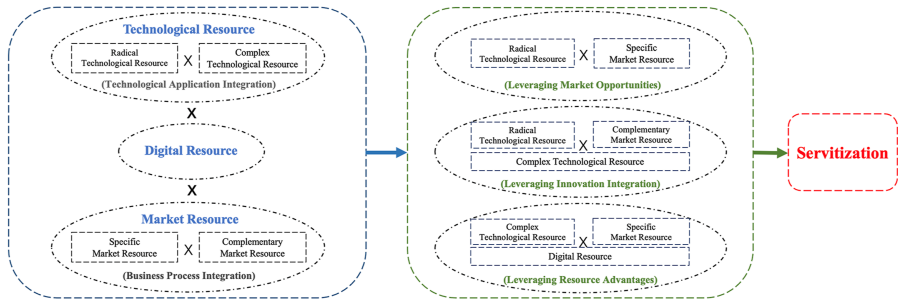 Technological Resource
Radical
Technological Resource
X
Complex
Technological Resource
(Technological Application Integration)
X
Digital Resource
X
Market Resource
Specific
Market Resource
X
Complementary
Market Resource
(Business Process Integration)
Radical
Technological Resource
X
Specific
Market Resource
(Leveraging Market Opportunities)
Radical
Technological Resource
X
Complementary
Market Resource
Complex Technological Resource
(Leveraging Innovation Integration)
Complex
Technological Resource
X
Specific
Market Resource
Digital Resource
(Leveraging Resource Advantages)
Servitization